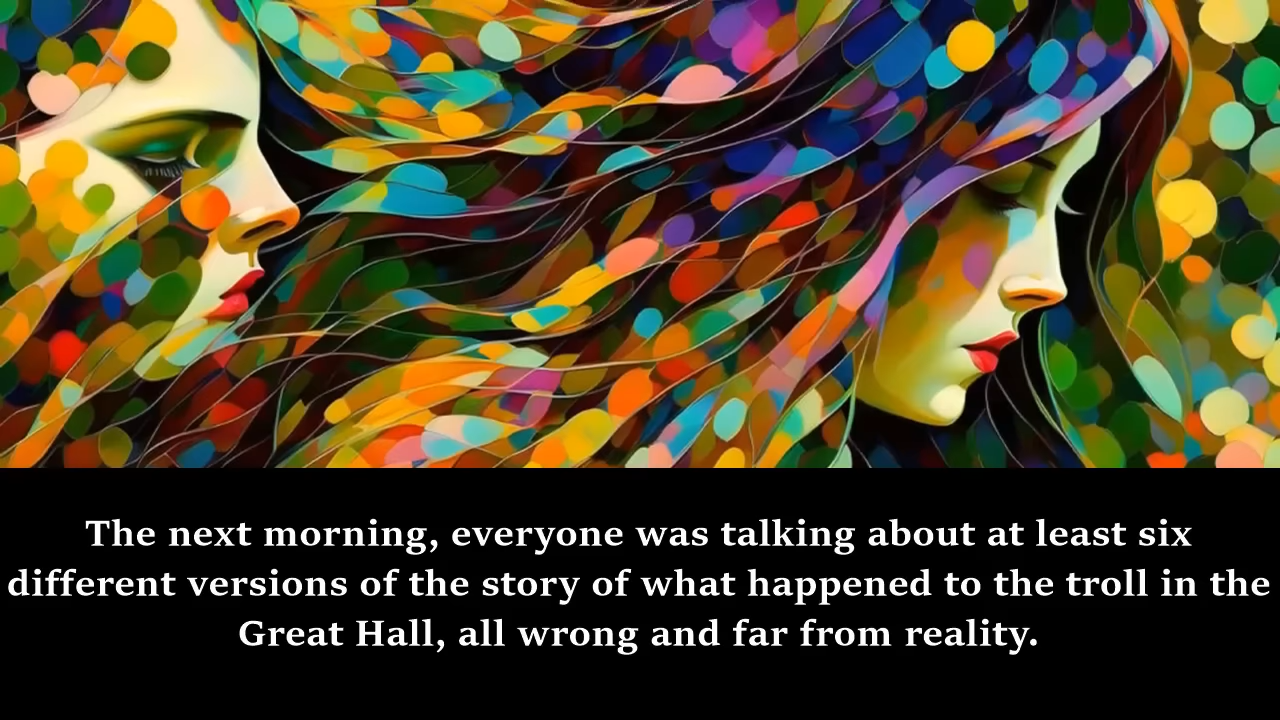 The next morning, everyone was talking about at least six
different versions of the story of what happened to the troll in the
Great Hall, all wrong and far from reality.